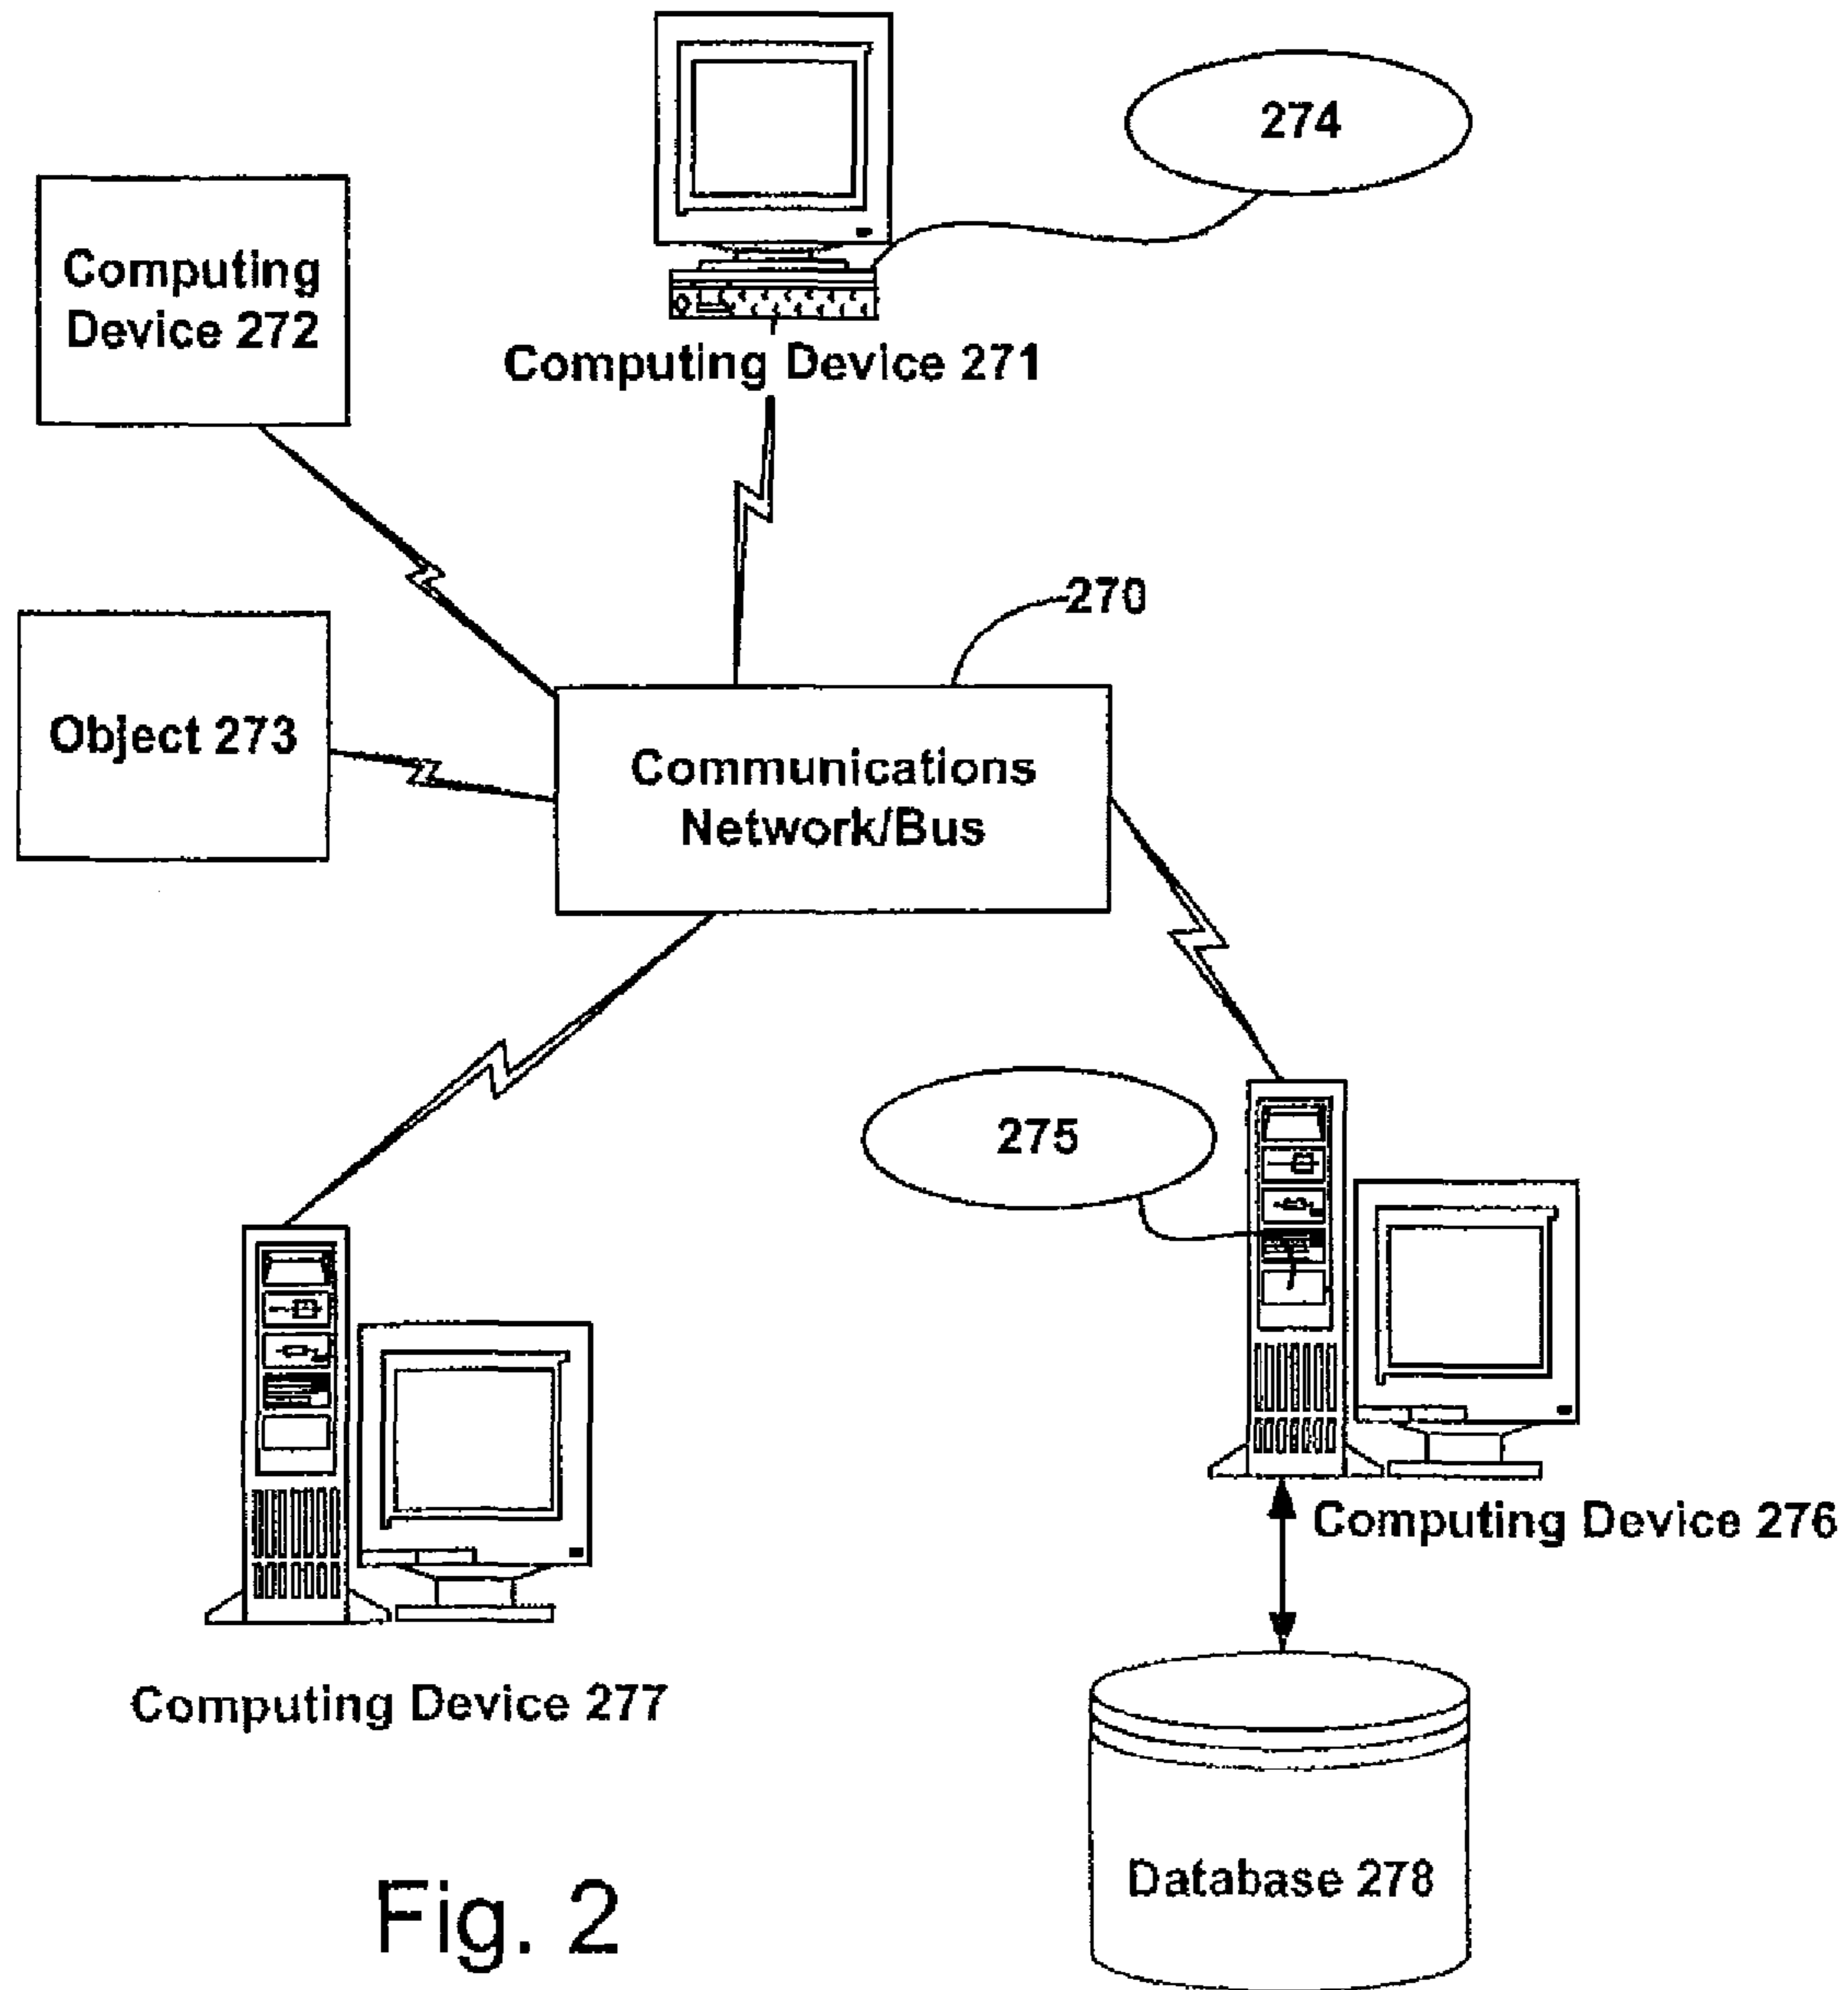 274
Computing
Device 272
Computing Device 271
270
Object 273
Communications
Network/Bus
275
Computing Device 276
Computing Device 277
Database 278
Fig. 2